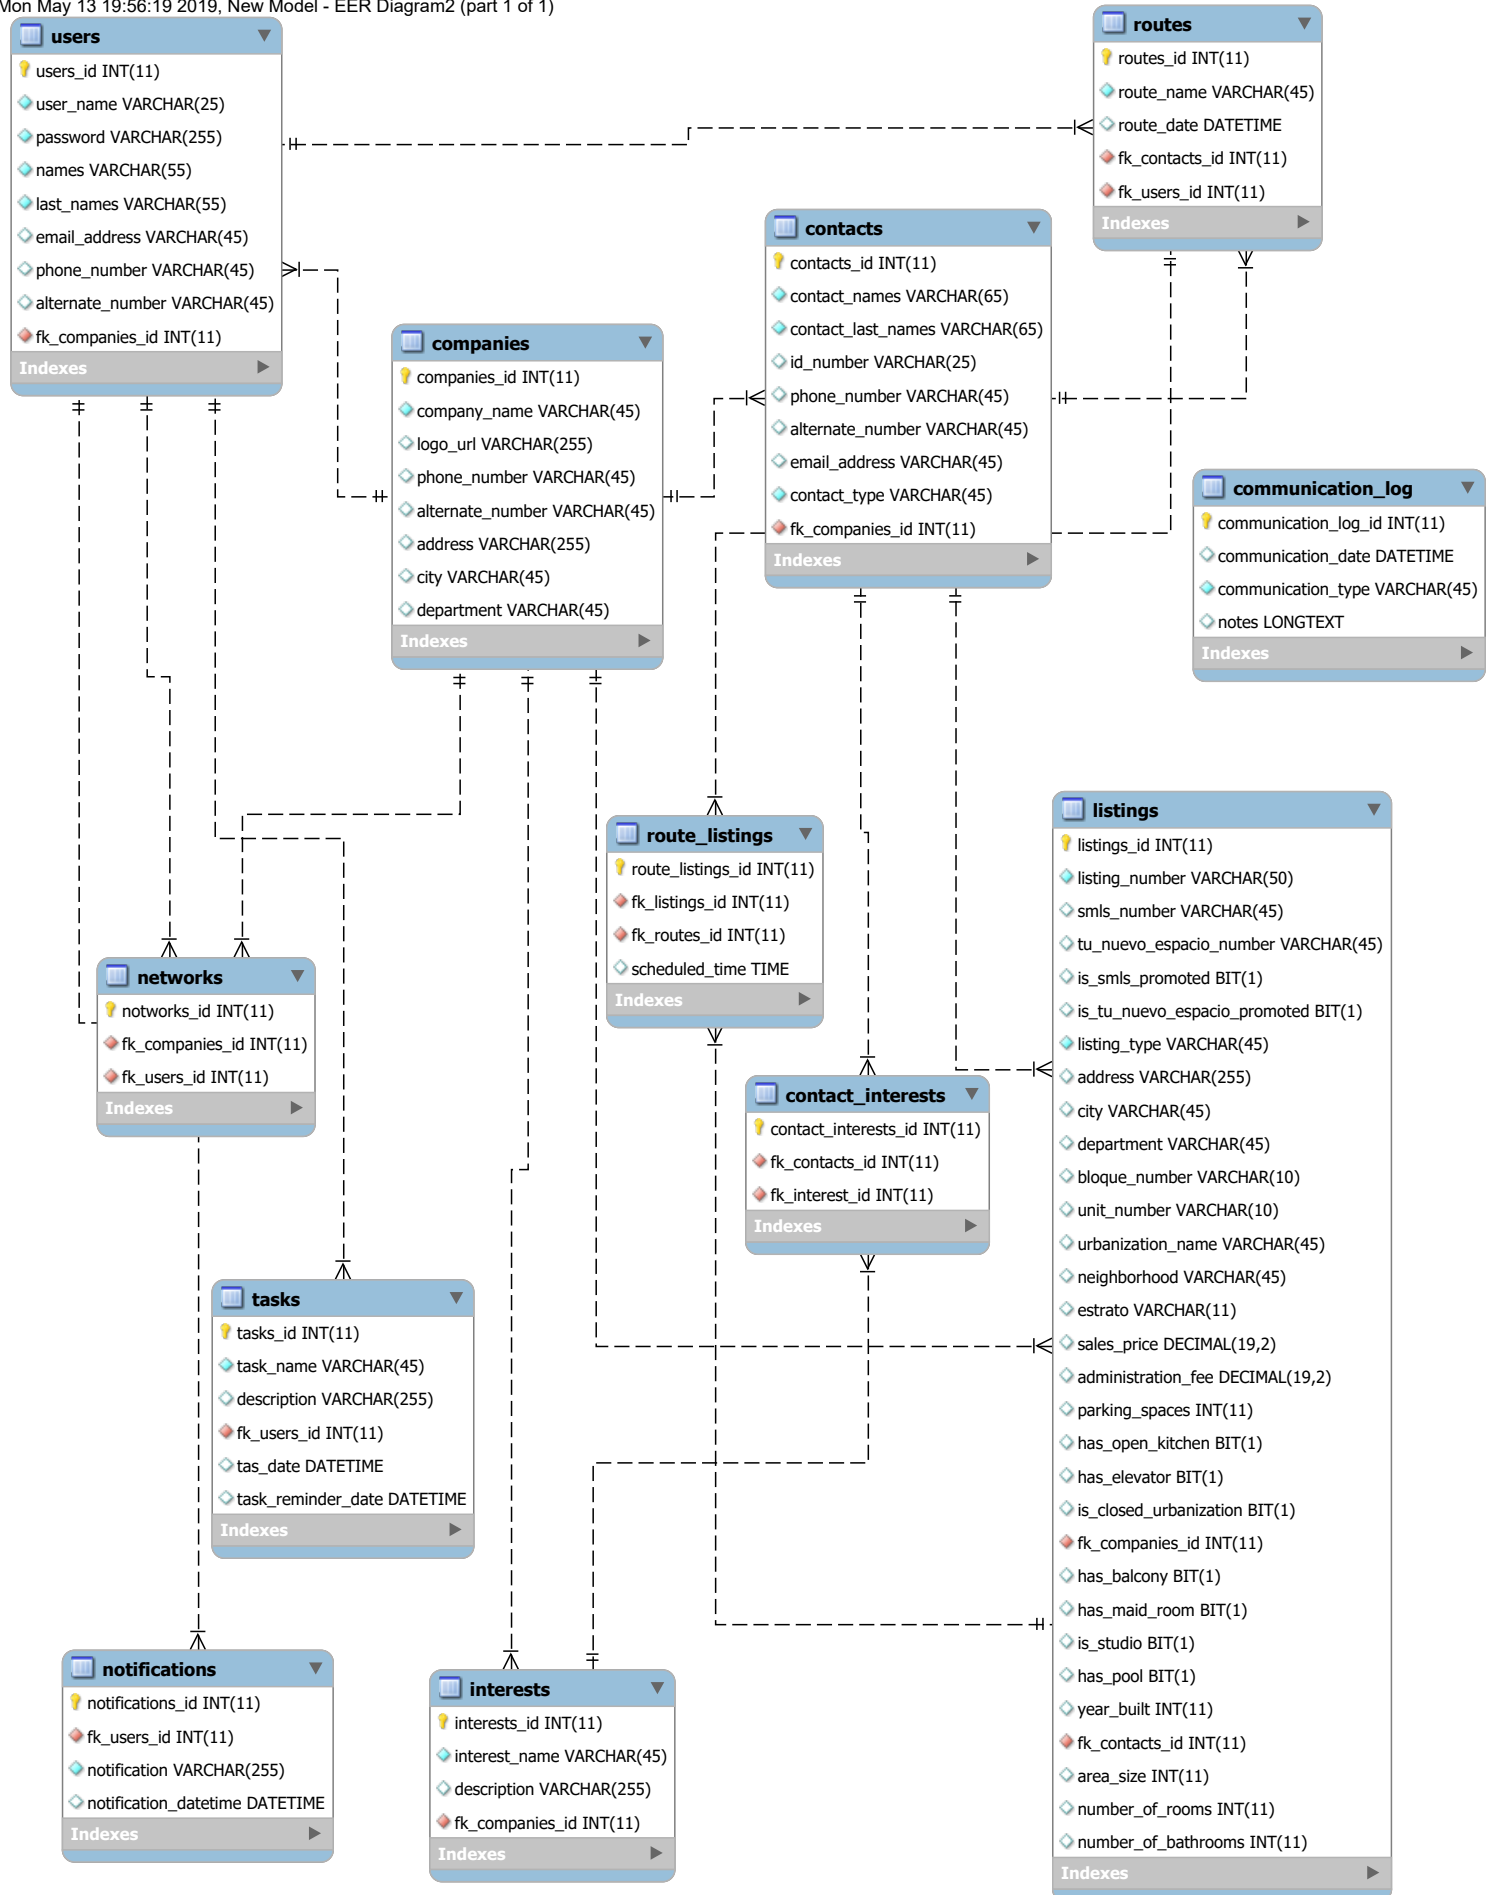 Mon May 13 19:56:19 2019, New Model - EER Diagram2 (part 1 of 1)
users
users_id INT(11)
user_name VARCHAR(25)
password VARCHAR(255)
names VARCHAR(55)
last_names VARCHAR(55)
email_address VARCHAR(45)
phone_number VARCHAR(45)
alternate_number VARCHAR(45)
fk_companies_id INT(11)
Indexes
routes
routes_id INT(11)
route_name VARCHAR(45)
route_date DATETIME
fk_contacts_id INT(11)
fk_users_id INT(11)
Indexes
contacts
contacts_id INT(11)
contact_names VARCHAR(65)
contact_last_names VARCHAR(65)
id_number VARCHAR(25)
phone_number VARCHAR(45)
alternate_number VARCHAR(45)
email_address VARCHAR(45)
contact_type VARCHAR(45)
fk_companies_id INT(11)
Indexes
companies
companies_id INT(11)
company_name VARCHAR(45)
logo_url VARCHAR(255)
phone_number VARCHAR(45)
alternate_number VARCHAR(45)
address VARCHAR(255)
city VARCHAR(45)
department VARCHAR(45)
Indexes
communication_log
communication_log_id INT(11)
communication_date DATETIME
communication_type VARCHAR(45)
notes LONGTEXT
Indexes
route_listings
route_listings_id INT(11)
fk_listings_id INT(11)
fk_routes_id INT(11)
scheduled_time TIME
Indexes
listings
listings_id INT(11)
listing_number VARCHAR(50)
smls_number VARCHAR(45)
tu_nuevo_espacio_number VARCHAR(45)
is_smls_promoted BIT(1)
is_tu_nuevo_espacio_promoted BIT(1)
listing_type VARCHAR(45)
address VARCHAR(255)
city VARCHAR(45)
department VARCHAR(45)
bloque_number VARCHAR(10)
unit_number VARCHAR(10)
urbanization_name VARCHAR(45)
neighborhood VARCHAR(45)
estrato VARCHAR(11)
sales_price DECIMAL(19,2)
administration_fee DECIMAL(19,2)
parking_spaces INT(11)
has_open_kitchen BIT(1)
has_elevator BIT(1)
is_closed_urbanization BIT(1)
fk_companies_id INT(11)
has_balcony BIT(1)
has_maid_room BIT(1)
is_studio BIT(1)
has_pool BIT(1)
year_built INT(11)
fk_contacts_id INT(11)
area_size INT(11)
number_of_rooms INT(11)
number_of_bathrooms INT(11)
Indexes
networks
notworks_id INT(11)
fk_companies_id INT(11)
fk_users_id INT(11)
Indexes
contact_interests
contact_interests_id INT(11)
fk_contacts_id INT(11)
fk_interest_id INT(11)
Indexes
tasks
tasks_id INT(11)
task_name VARCHAR(45)
description VARCHAR(255)
fk_users_id INT(11)
tas_date DATETIME
task_reminder_date DATETIME
Indexes
notifications
notifications_id INT(11)
fk_users_id INT(11)
notification VARCHAR(255)
notification_datetime DATETIME
Indexes
interests
interests_id INT(11)
interest_name VARCHAR(45)
description VARCHAR(255)
fk_companies_id INT(11)
Indexes